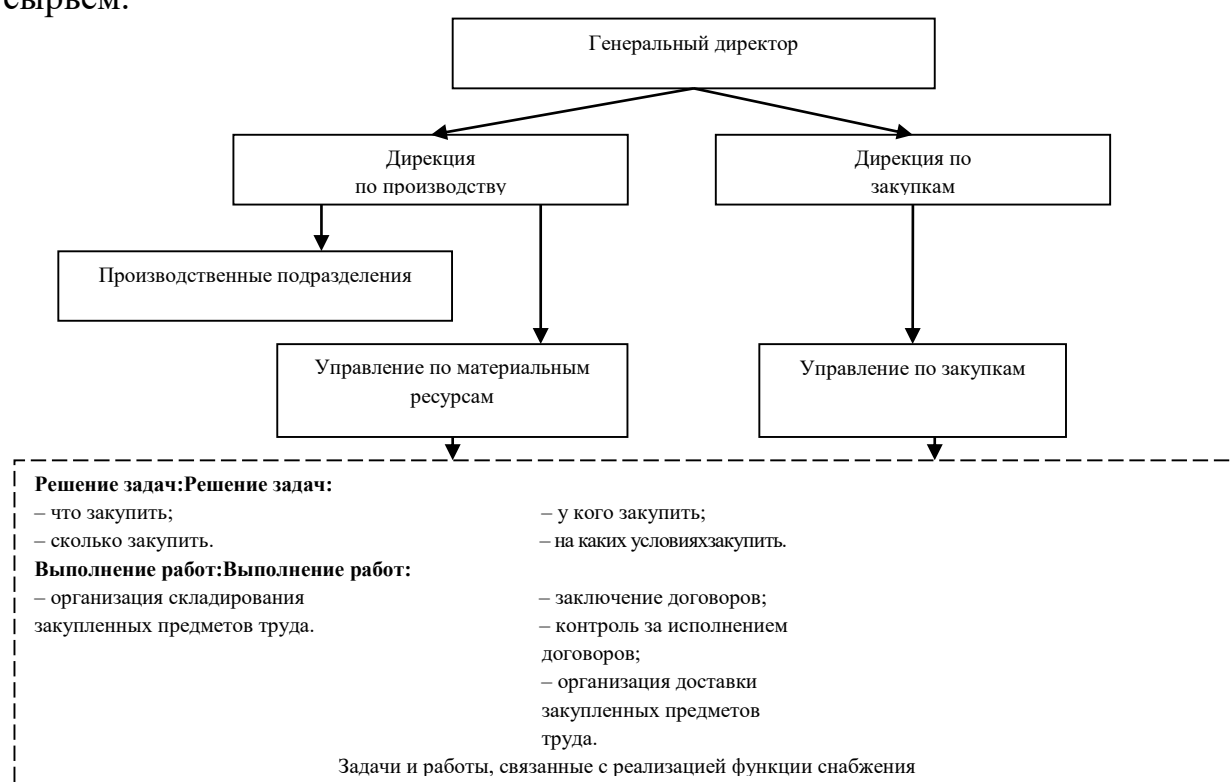 сырьем.
Генеральный директор
Дирекция
по производству
Дирекция по
закупкам
Производственные подразделения
Управление по материальным
ресурсам
Управление по закупкам
Решение задач:Решение задач:
– что закупить;
– у кого закупить;
– сколько закупить.
– на каких условияхзакупить.
Выполнение работ:Выполнение работ:
– организация складирования
закупленных предметов труда.
– заключение договоров;
– контроль за исполнением
договоров;
– организация доставки
закупленных предметов
труда.
Задачи и работы, связанные с реализацией функции снабжения